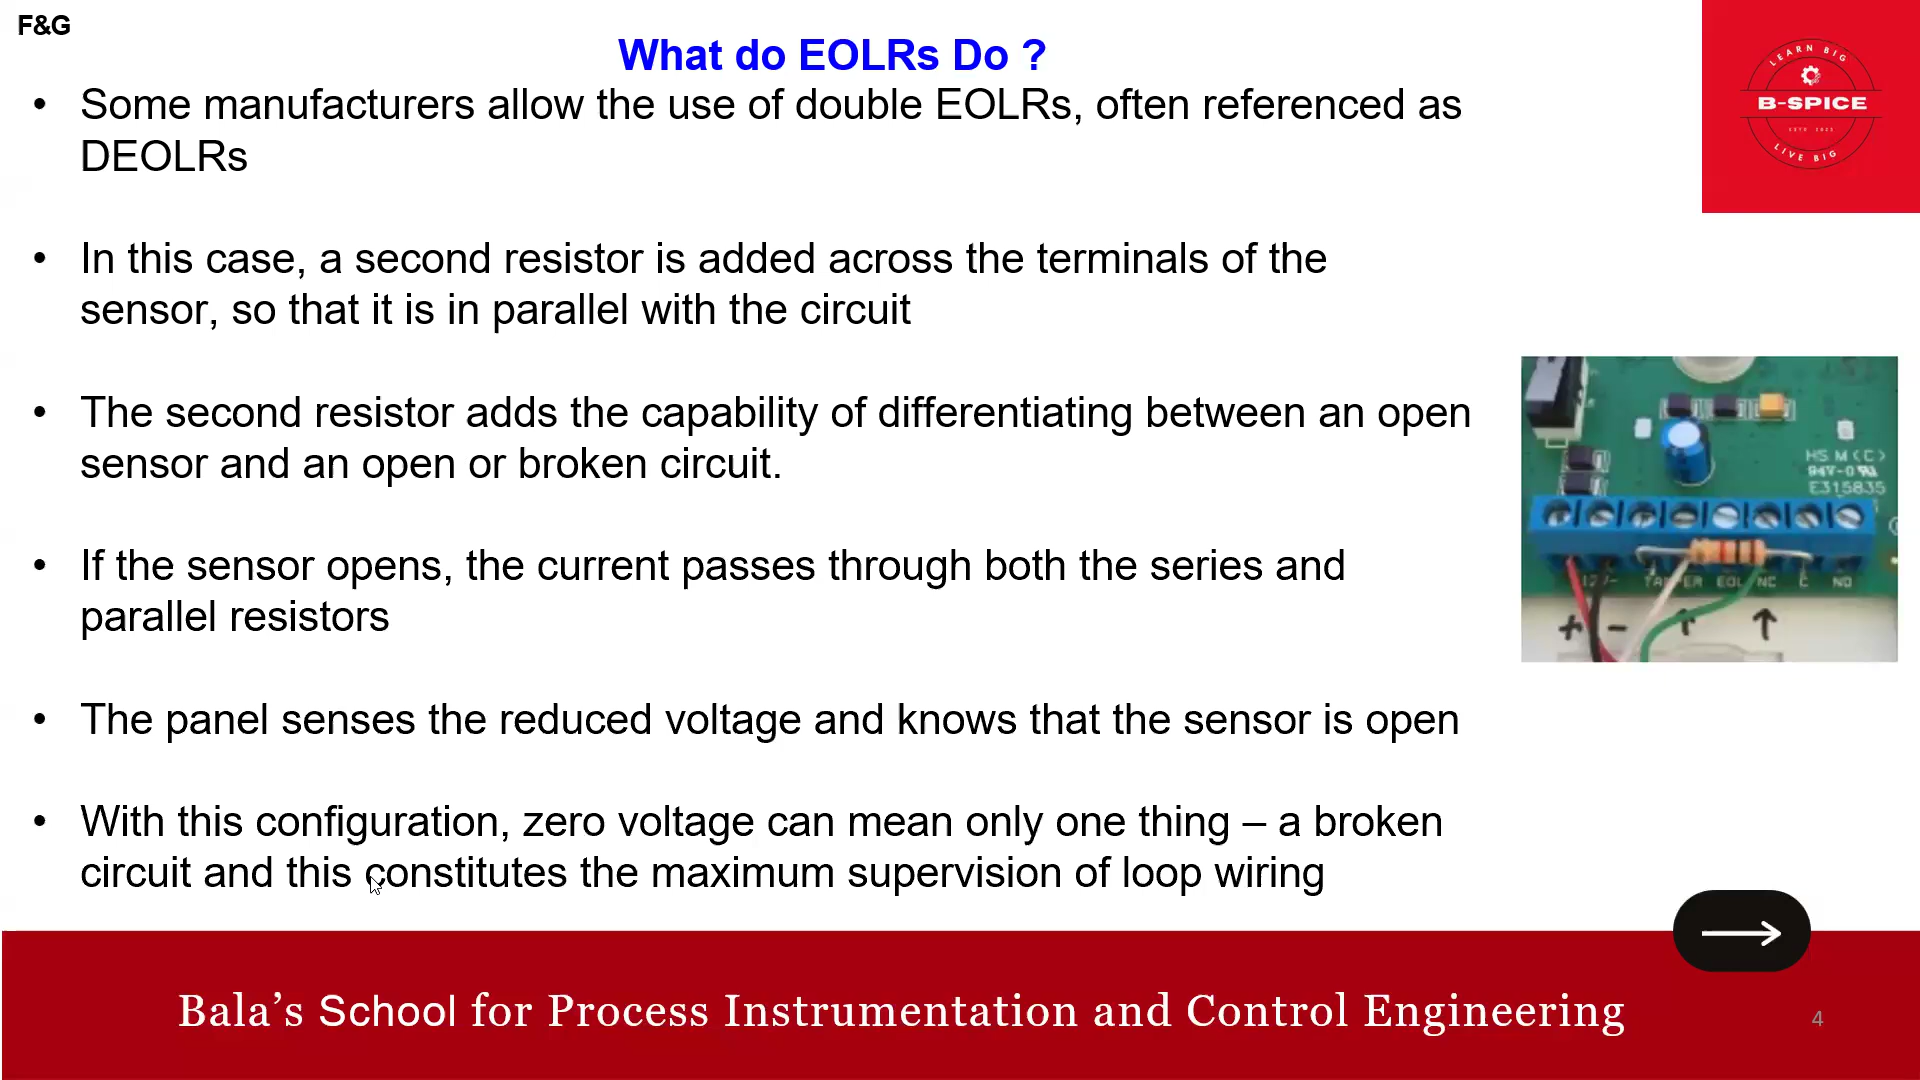 F&G
What do EOLRs Do ?
• Some manufacturers allow the use of double EOLRs, often referenced as
DEOLRs
• In this case, a second resistor is added across the terminals of the
sensor, so that it is in parallel with the circuit
• The second resistor adds the capability of differentiating between an open
sensor and an open or broken circuit.
• If the sensor opens, the current passes through both the series and
parallel resistors
• The panel senses the reduced voltage and knows that the sensor is open
• With this configuration, zero voltage can mean only one thing – a broken
circuit and this constitutes the maximum supervision of loop wiring
LEARN BIG
B-SPICE
LIVE BIG
HS M(C)
94V-0
E315835
EOL NC C NO
+ -
Bala’s School for Process Instrumentation and Control Engineering
4